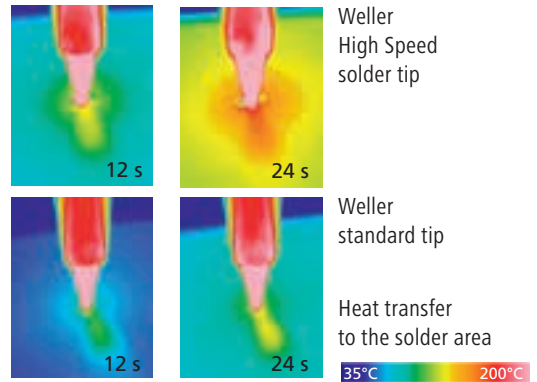 12 s
24 s
Weller
High Speed
solder tip
12 s
24 s
Weller
standard tip
Heat transfer
to the solder area
35°C
200°C